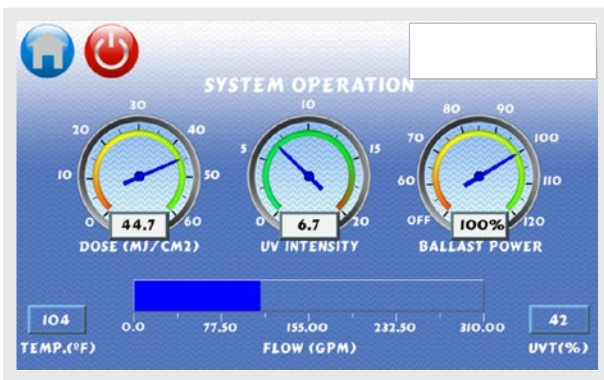 SYSTEM OPERATION
0 10 20 30 40 50 60
44.7
DOSE (MJ/CM2)
0 5 10 15 20
6.7
UV INTENSITY
OFF 60 70 80 90 100 110 120
100%
BALLAST POWER
104
TEMP.(ºF)
0.0 77.50 155.00 232.50 310.00
FLOW (GPM)
42
UVT(%)